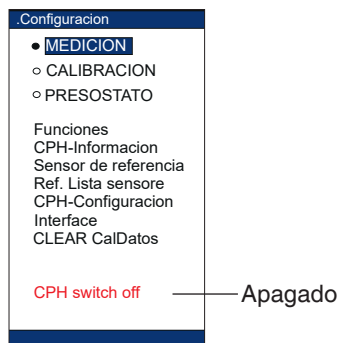 .Configuracion
MEDICION
CALIBRACION
PRESOSTATO
Funciones
CPH-Informacion
Sensor de referencia
Ref. Lista sensore
CPH-Configuracion
Interface
CLEAR CalDatos
CPH switch off
Apagado